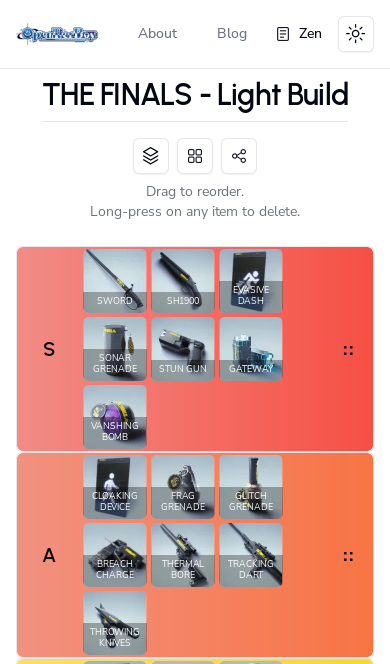 OpenTierBoy
About
Blog
Zen
THE FINALS - Light Build
Drag to reorder.
Long-press on any item to delete.
S
SWORD
SH1900
EVASIVE
DASH
SONAR
GRENADE
STUN GUN
GATEWAY
VANSHING
BOMB
::
A
CLOAKING
DEVICE
FRAG
GRENADE
GLITCH
GRENADE
BREACH
CHARGE
THERMAL
BORE
TRACKING
DART
THROWING
KNIVES
::